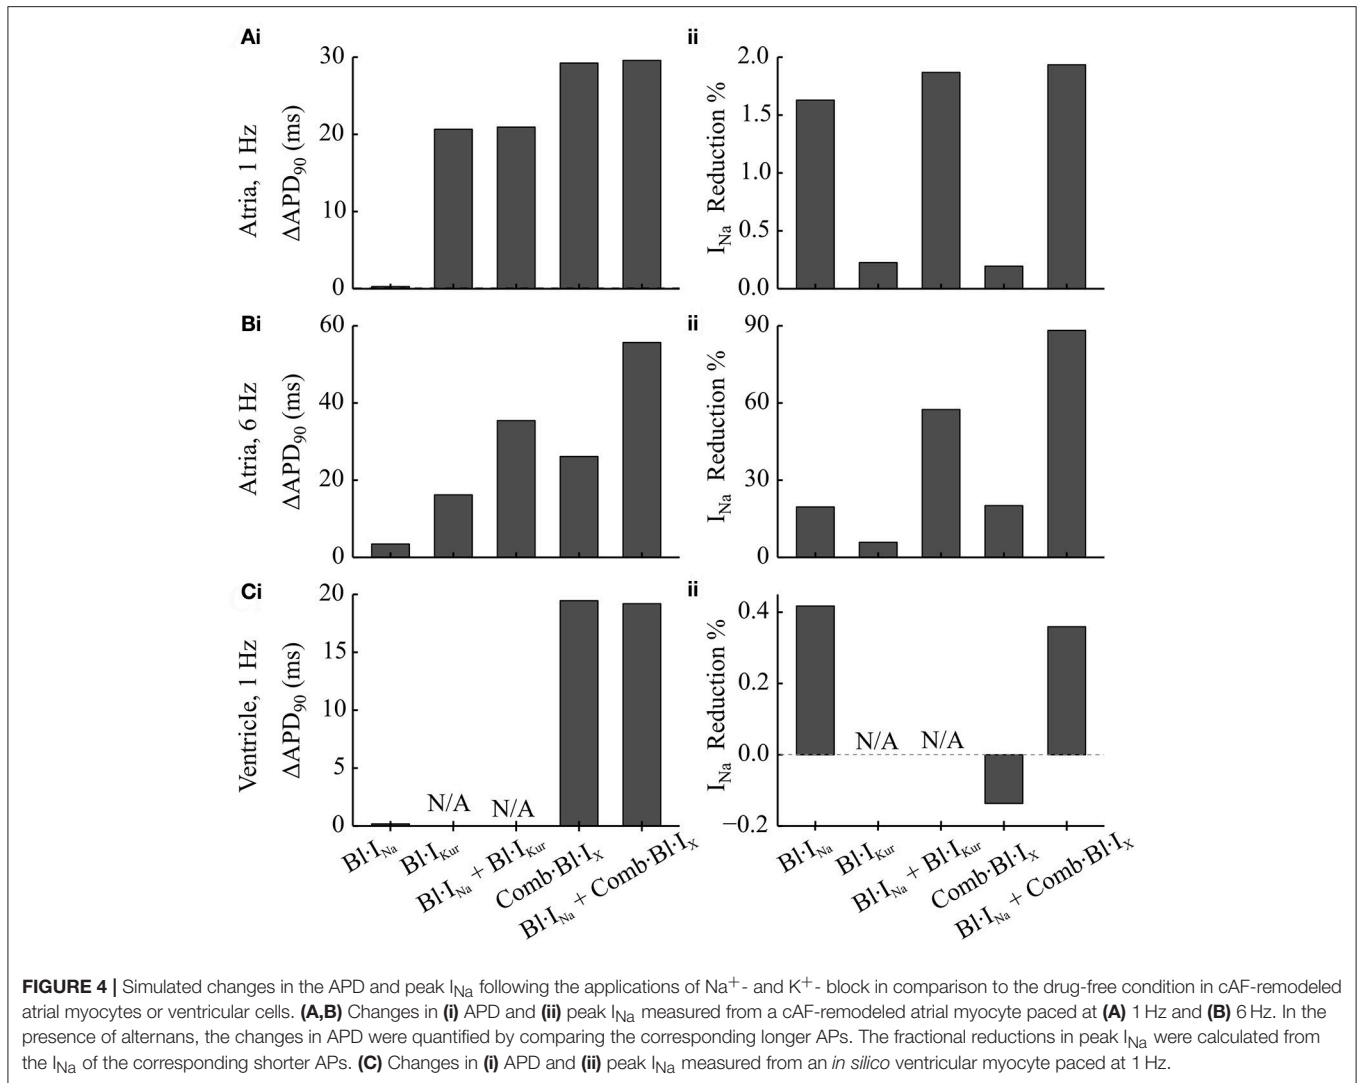 Ai
30
20
10
0
Atria, 1 Hz
ΔAPD90 (ms)
ii
2.0
1.5
1.0
0.5
0.0
INa Reduction %
Bi
60
40
20
0
Atria, 6 Hz
ΔAPD90 (ms)
ii
90
60
30
0
INa Reduction %
Ci
20
15
10
5
0
Ventricle, 1 Hz
ΔAPD90 (ms)
N/A
N/A
Bl·INa
Bl·IKur
Bl·INa + Bl·IKur
Comb·Bl·IX
Bl·INa + Comb·Bl·IX
ii
0.4
0.2
0.0
−0.2
INa Reduction %
N/A
N/A
Bl·INa
Bl·IKur
Bl·INa + Bl·IKur
Comb·Bl·IX
Bl·INa + Comb·Bl·IX
FIGURE 4 | Simulated changes in the APD and peak INa following the applications of Na+- and K+- block in comparison to the drug-free condition in cAF-remodeled
atrial myocytes or ventricular cells. (A,B) Changes in (i) APD and (ii) peak INa measured from a cAF-remodeled atrial myocyte paced at (A) 1 Hz and (B) 6 Hz. In the
presence of alternans, the changes in APD were quantified by comparing the corresponding longer APs. The fractional reductions in peak INa were calculated from
the INa of the corresponding shorter APs. (C) Changes in (i) APD and (ii) peak INa measured from an in silico ventricular myocyte paced at 1 Hz.